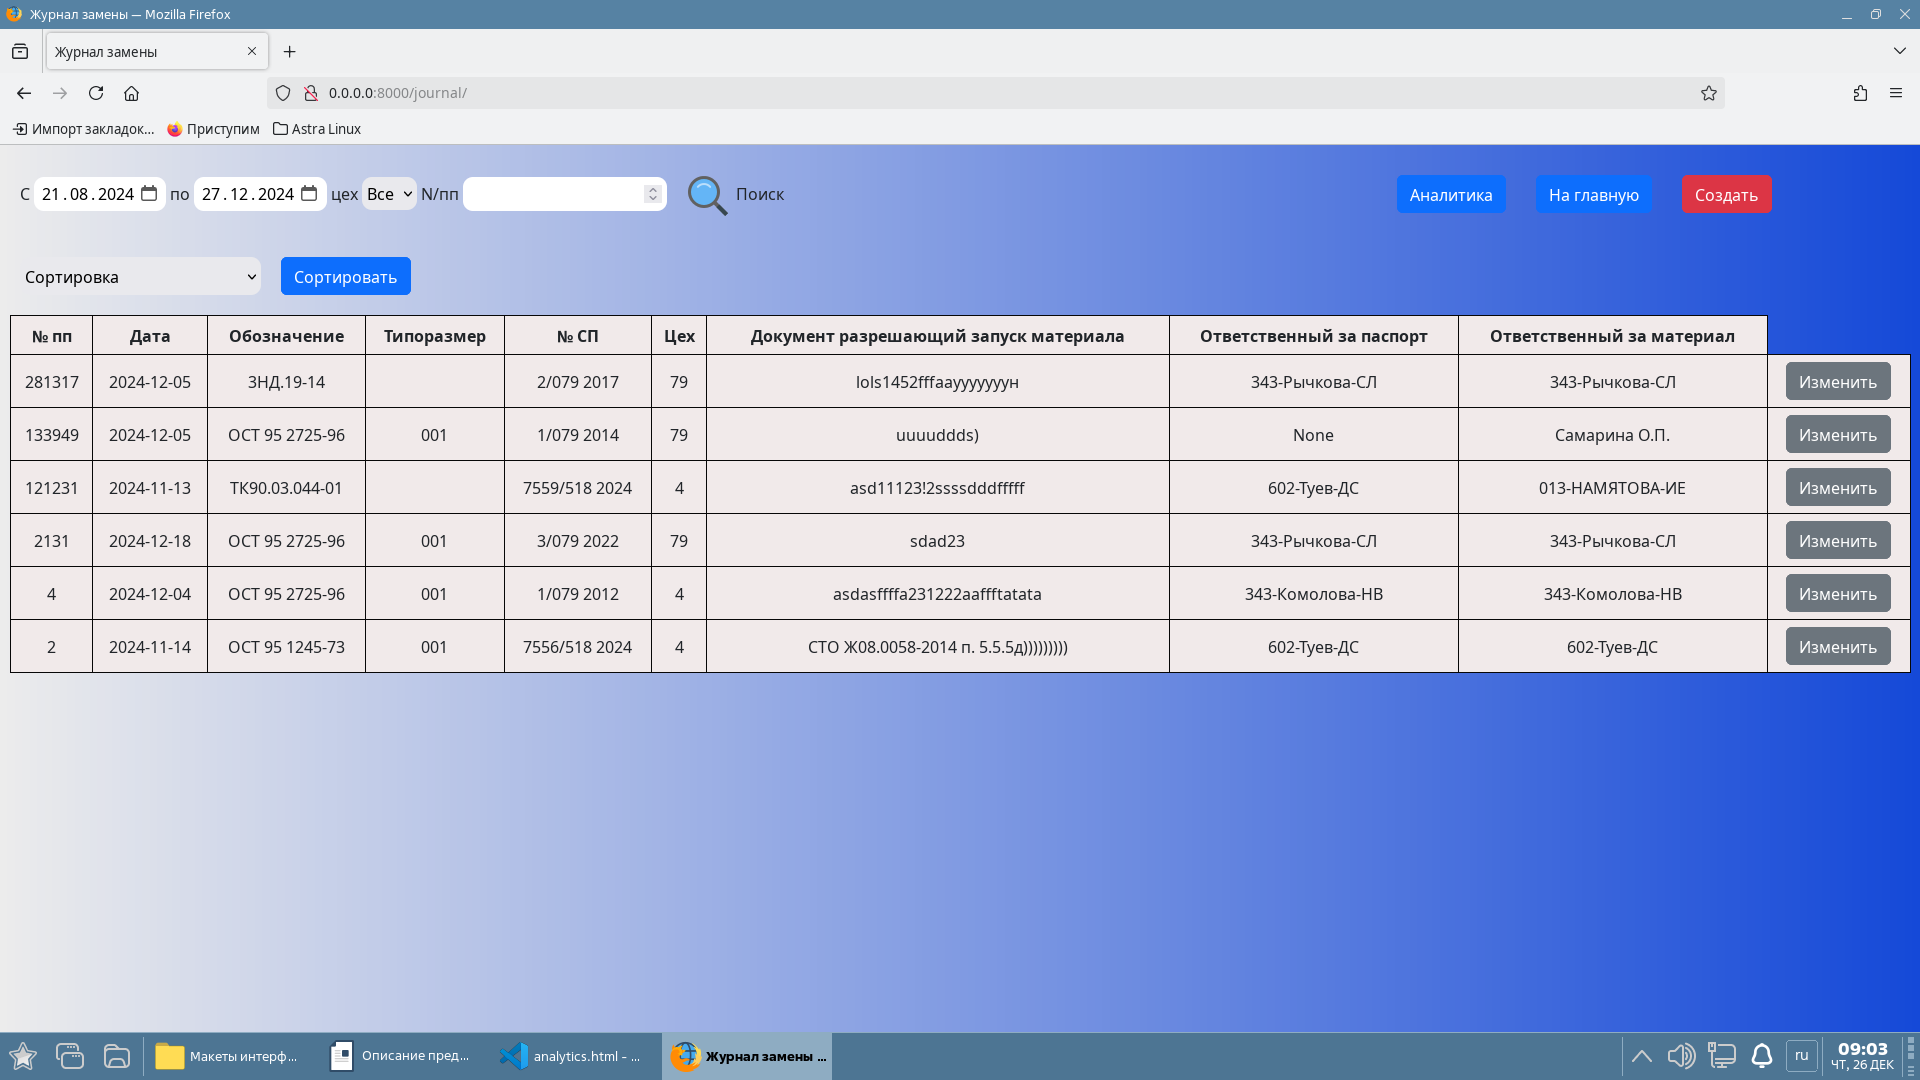 Журнал замены — Mozilla Firefox
Журнал замены
0.0.0.0:8000/journal/
Импорт закладок... Приступим Astra Linux
С 21.08.2024 по 27.12.2024 цех Все N/пп Поиск Аналитика На главную Создать
Сортировка Сортировать
№ пп Дата Обозначение Типоразмер № СП Цех Документ разрешающий запуск материала Ответственный за паспорт Ответственный за материал
281317 2024-12-05 ЗНД.19-14 2/079 2017 79 lols1452fffaayyyyyyyн 343-Рычкова-СЛ 343-Рычкова-СЛ Изменить
133949 2024-12-05 ОСТ 95 2725-96 001 1/079 2014 79 uuuuddds) None Самарина О.П. Изменить
121231 2024-11-13 ТК90.03.044-01 7559/518 2024 4 asd11123!2ssssdddfffff 602-Туев-ДС 013-НАМЯТОВА-ИЕ Изменить
2131 2024-12-18 ОСТ 95 2725-96 001 3/079 2022 79 sdad23 343-Рычкова-СЛ 343-Рычкова-СЛ Изменить
4 2024-12-04 ОСТ 95 2725-96 001 1/079 2012 4 asdasffffa231222aaffftatata 343-Комолова-НВ 343-Комолова-НВ Изменить
2 2024-11-14 ОСТ 95 1245-73 001 7556/518 2024 4 СТО Ж08.0058-2014 п. 5.5.5д))))))))) 602-Туев-ДС 602-Туев-ДС Изменить
Макеты интерф... Описание пред... analytics.html – ... Журнал замены ... ru 09:03
ЧТ, 26 ДЕК